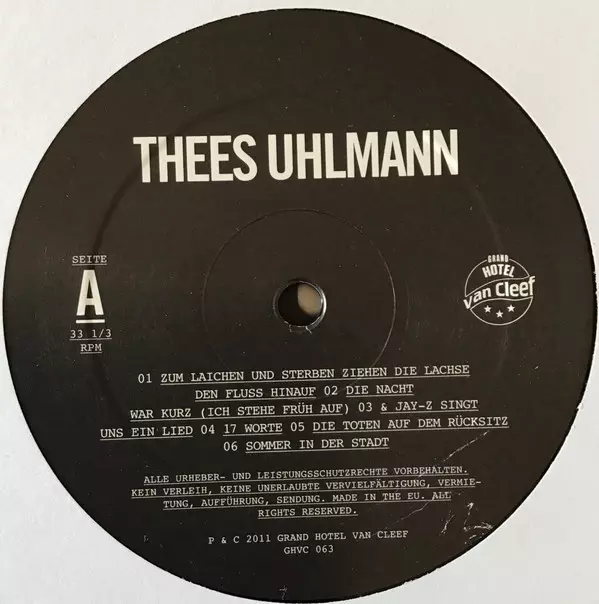 THEES UHLMANN
SEITE
A
33 1/3
RPM
GRAND
HOTEL
Van Cleef
01 ZUM LAICHEN UND STERBEN ZIEHEN DIE LACHSE
DEN FLUSS HINAUF 02 DIE NACHT
WAR KURZ (ICH STEHE FRÜH AUF) 03 & JAY-Z SINGT
UNS EIN LIED 04 17 WORTE 05 DIE TOTEN AUF DEM RÜCKSITZ
06 SOMMER IN DER STADT
ALLE URHEBER- UND LEISTUNGSSCHUTZRECHTE VORBEHALTEN.
KEIN VERLEIH, KEINE UNERLAUBTE VERVIELFÄLTIGUNG, VERMIE-
TUNG, AUFFÜHRUNG, SENDUNG. MADE IN THE EU. ALL
RIGHTS RESERVED.
P & C 2011 GRAND HOTEL VAN CLEEF
GHVC 063